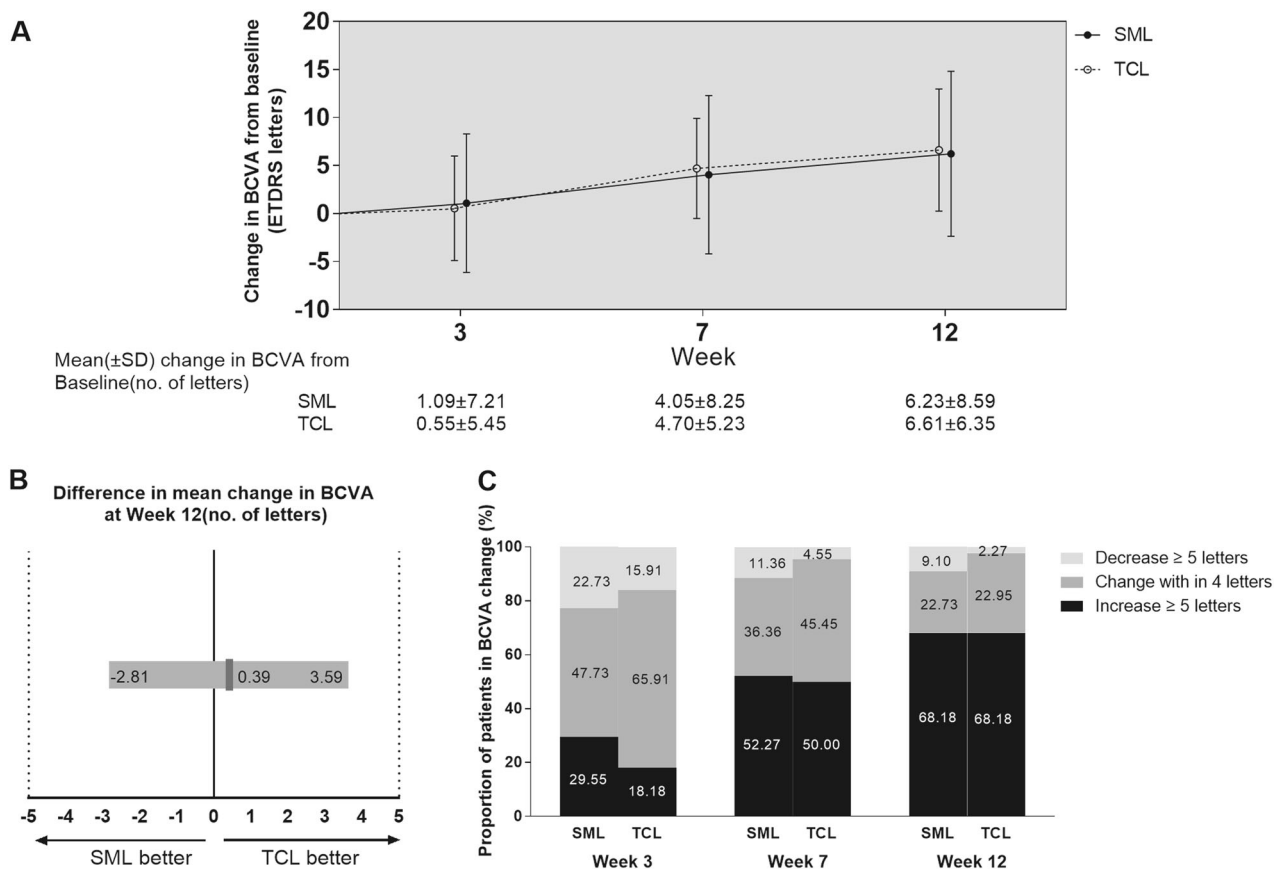 A
Change in BCVA from baseline
(ETDRS letters)
20
15
10
5
0
-5
-10
SML
TCL
3 7 12
Week
Mean(±SD) change in BCVA from
Baseline(no. of letters)
SML 1.09±7.21 4.05±8.25 6.23±8.59
TCL 0.55±5.45 4.70±5.23 6.61±6.35
B
Difference in mean change in BCVA
at Week 12(no. of letters)
-2.81 0.39 3.59
-5 -4 -3 -2 -1 0 1 2 3 4 5
SML better TCL better
C
Proportion of patients in BCVA change (%)
100
80
60
40
20
0
22.73 15.91 11.36 4.55 9.10 2.27
47.73 65.91 36.36 45.45 22.73 22.95
29.55 18.18 52.27 50.00 68.18 68.18
SML TCL SML TCL SML TCL
Week 3 Week 7 Week 12
Decrease ≥ 5 letters
Change with in 4 letters
Increase ≥ 5 letters